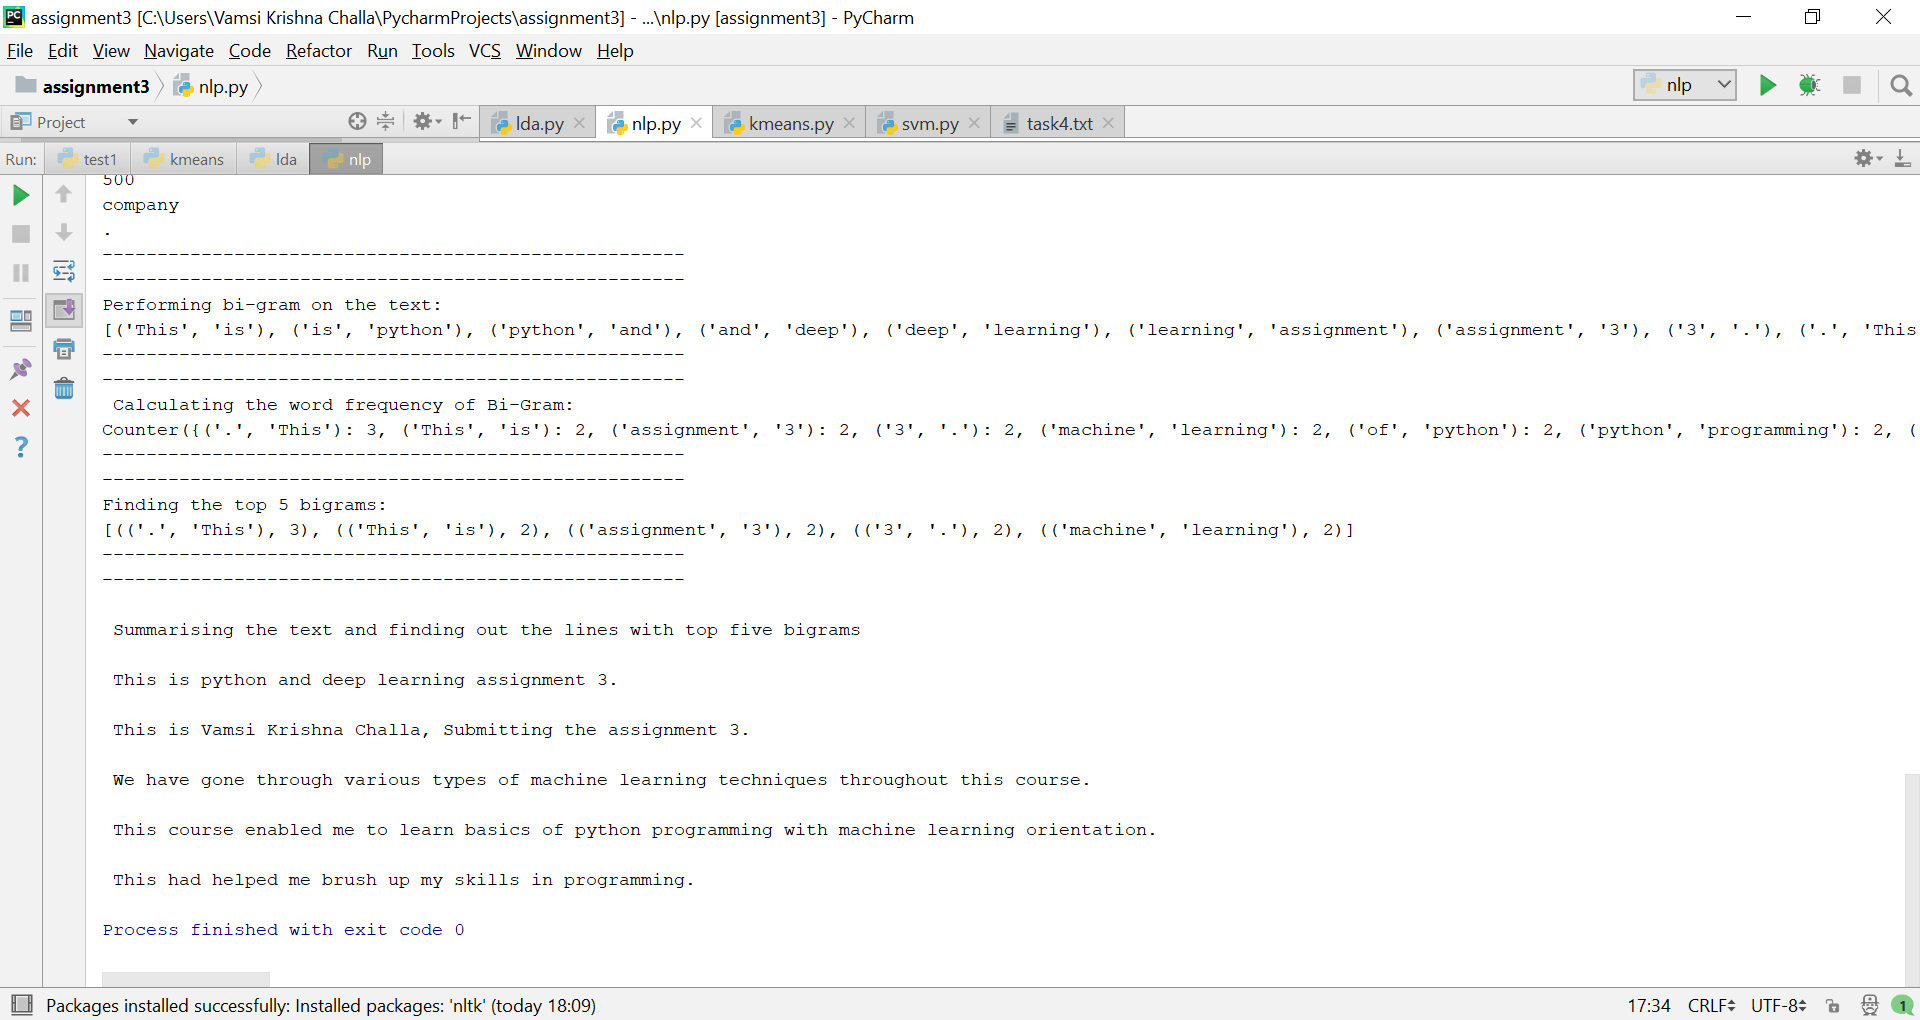 assignment3 [C:\Users\Vamsi Krishna Challa\PycharmProjects\assignment3] - ...\nlp.py [assignment3] - PyCharm
File Edit View Navigate Code Refactor Run Tools VCS Window Help
assignment3 nlp.py nlp
Project lda.py nlp.py kmeans.py svm.py task4.txt
Run: test1 kmeans lda nlp
500
company
.
-----------------------------------------------------
-----------------------------------------------------
Performing bi-gram on the text:
[('This', 'is'), ('is', 'python'), ('python', 'and'), ('and', 'deep'), ('deep', 'learning'), ('learning', 'assignment'), ('assignment', '3'), ('3', '.'), ('.', 'This
-----------------------------------------------------
-----------------------------------------------------
Calculating the word frequency of Bi-Gram:
Counter({('.', 'This'): 3, ('This', 'is'): 2, ('assignment', '3'): 2, ('3', '.'): 2, ('machine', 'learning'): 2, ('of', 'python'): 2, ('python', 'programming'): 2, (
-----------------------------------------------------
-----------------------------------------------------
Finding the top 5 bigrams:
[(('.', 'This'), 3), (('This', 'is'), 2), (('assignment', '3'), 2), (('3', '.'), 2), (('machine', 'learning'), 2)]
-----------------------------------------------------
-----------------------------------------------------
Summarising the text and finding out the lines with top five bigrams
This is python and deep learning assignment 3.
This is Vamsi Krishna Challa, Submitting the assignment 3.
We have gone through various types of machine learning techniques throughout this course.
This course enabled me to learn basics of python programming with machine learning orientation.
This had helped me brush up my skills in programming.
Process finished with exit code 0
Packages installed successfully: Installed packages: 'nltk' (today 18:09) 17:34 CRLF UTF-8 1